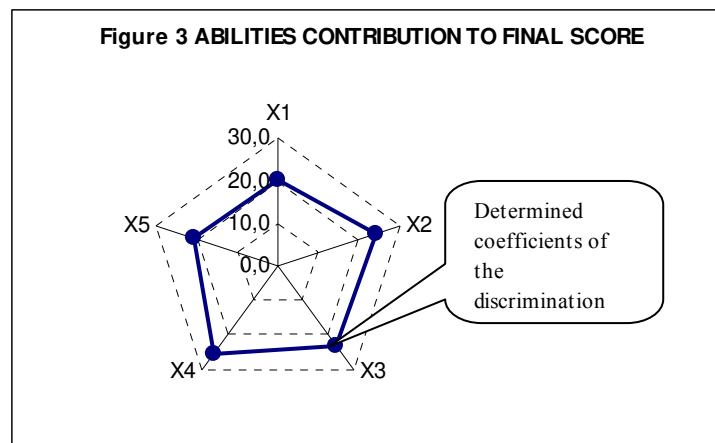 Figure 3 ABILITIES CONTRIBUTION TO FINAL SCORE
X1
30,0
20,0
X5
X2
10,0
0,0
Determined
coefficients of
the
discrimination
X4
X3